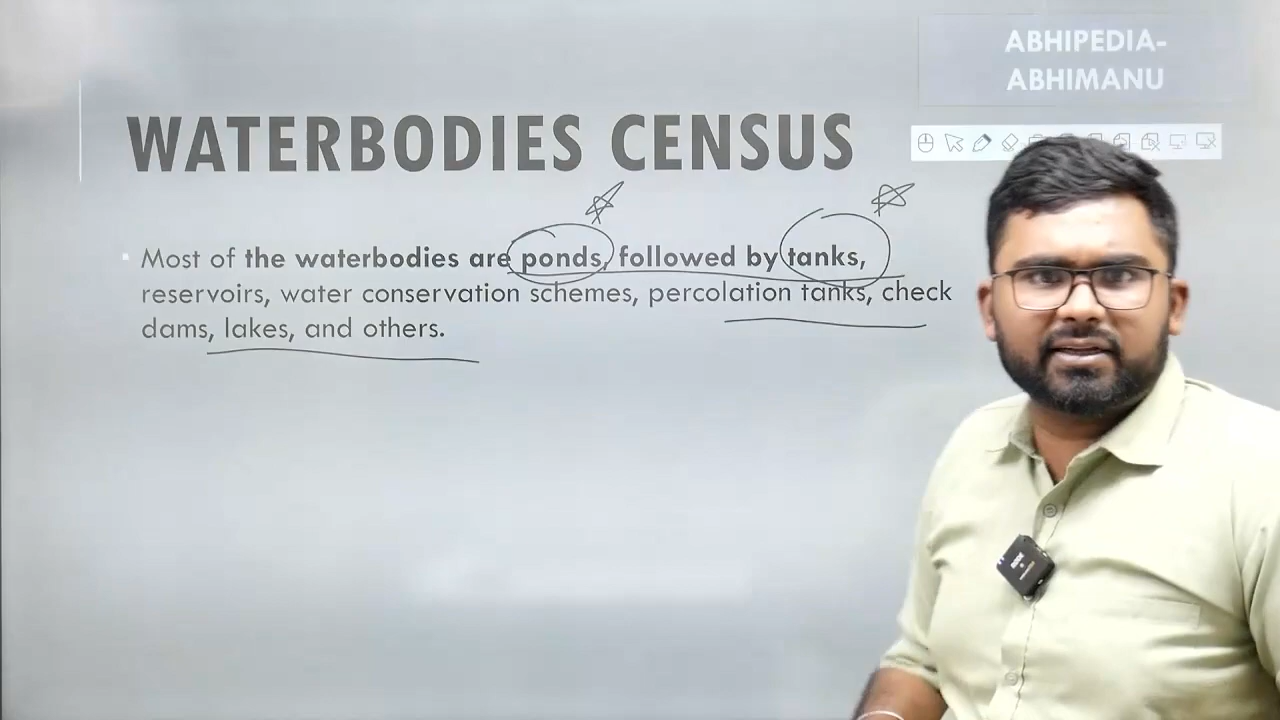 ABHIPEDIA-
ABHIMANU
WATERBODIES CENSUS
Most of the waterbodies are ponds, followed by tanks,
reservoirs, water conservation schemes, percolation tanks, check
dams, lakes, and others.